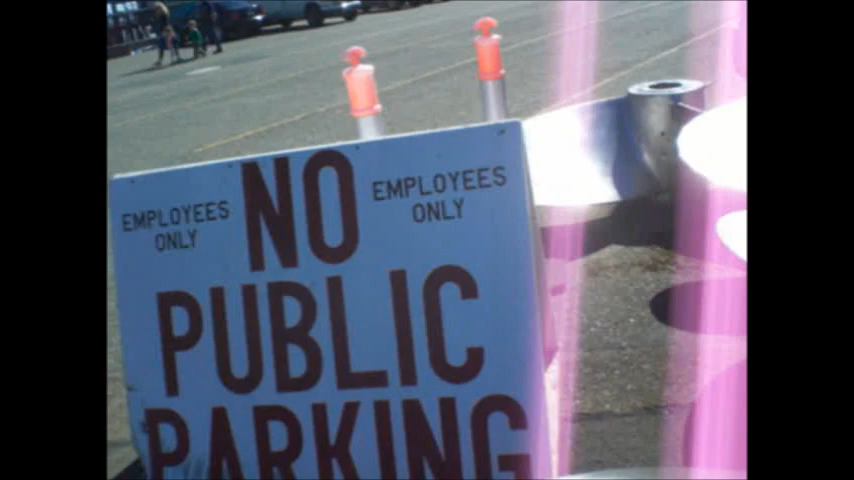 EMPLOYEES ONLY
NO
EMPLOYEES ONLY
PUBLIC
PARKING